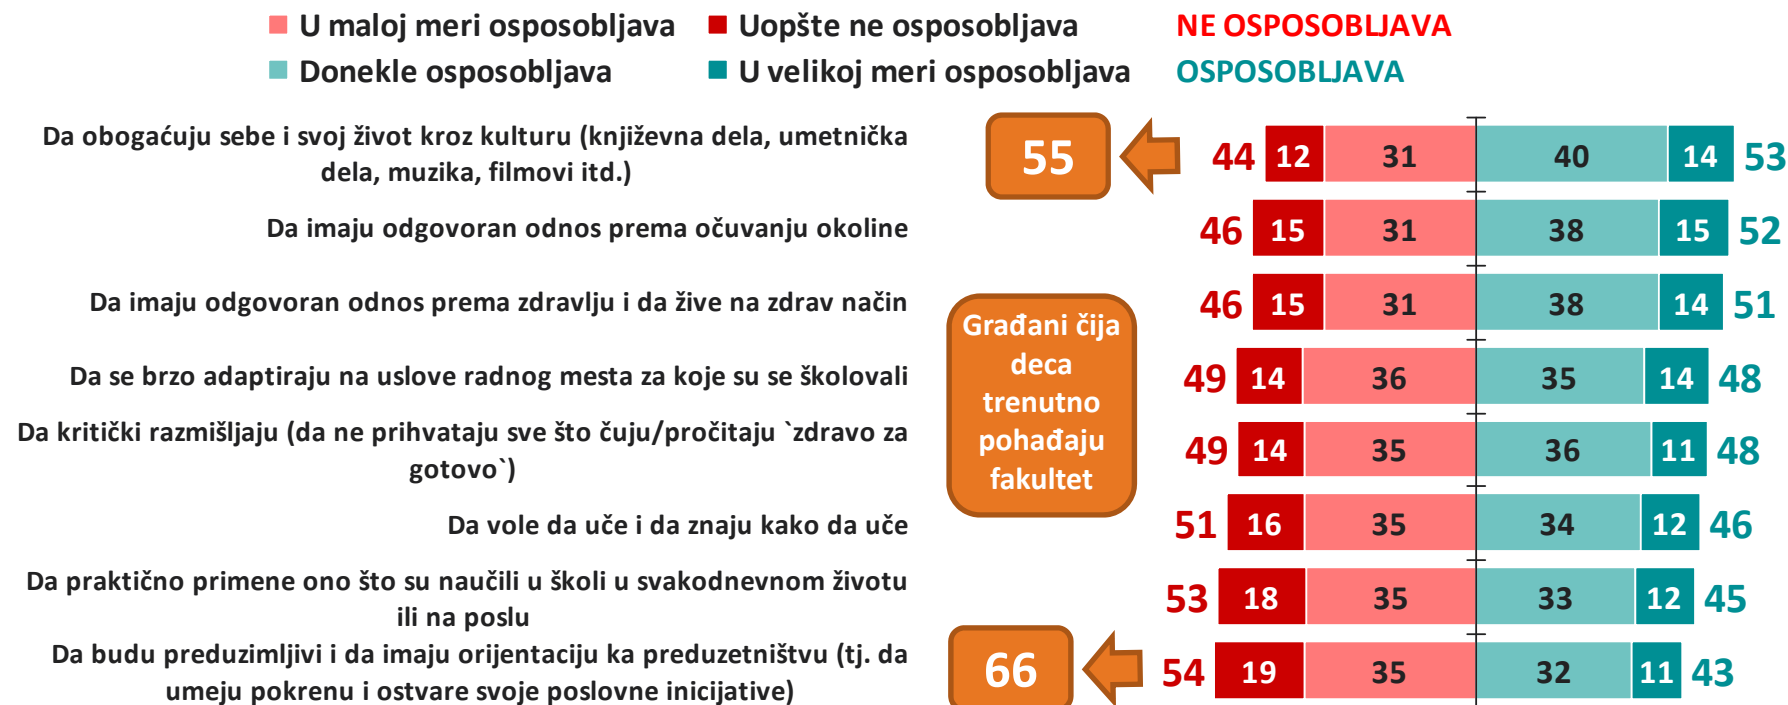 U maloj meri osposobljava Uopšte ne osposobljava NE OSPOSOBLJAVA
Donekle osposobljava U velikoj meri osposobljava OSPOSOBLJAVA
Da obogaćuju sebe i svoj život kroz kulturu (književna dela, umetnička
dela, muzika, filmovi itd.)
55
44 12 31 40 14 53
Da imaju odgovoran odnos prema očuvanju okoline
46 15 31 38 15 52
Da imaju odgovoran odnos prema zdravlju i da žive na zdrav način
46 15 31 38 14 51
Građani čija
deca
trenutno
pohađaju
fakultet
Da se brzo adaptiraju na uslove radnog mesta za koje su se školovali
49 14 36 35 14 48
Da kritički razmišljaju (da ne prihvataju sve što čuju/pročitaju `zdravo za
gotovo`)
49 14 35 36 11 48
Da vole da uče i da znaju kako da uče
51 16 35 34 12 46
Da praktično primene ono što su naučili u školi u svakodnevnom životu
ili na poslu
53 18 35 33 12 45
Da budu preduzimljivi i da imaju orijentaciju ka preduzetništvu (tj. da
umeju pokrenu i ostvare svoje poslovne inicijative)
66
54 19 35 32 11 43